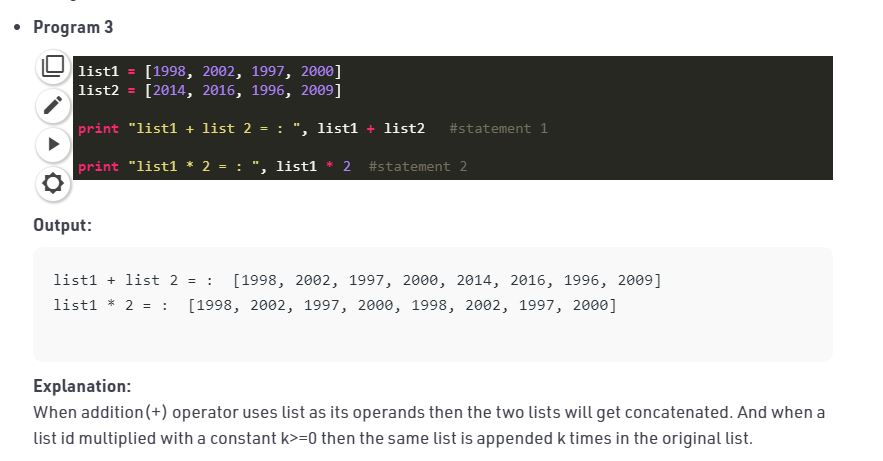 Program 3
list1 = [1998, 2002, 1997, 2000]
list2 = [2014, 2016, 1996, 2009]
print "list1 + list 2 = : ", list1 + list2   #statement 1
print "list1 * 2 = : ", list1 * 2  #statement 2
Output:
list1 + list 2 = :  [1998, 2002, 1997, 2000, 2014, 2016, 1996, 2009]
list1 * 2 = :  [1998, 2002, 1997, 2000, 1998, 2002, 1997, 2000]
Explanation:
When addition(+) operator uses list as its operands then the two lists will get concatenated. And when a
list id multiplied with a constant k>=0 then the same list is appended k times in the original list.